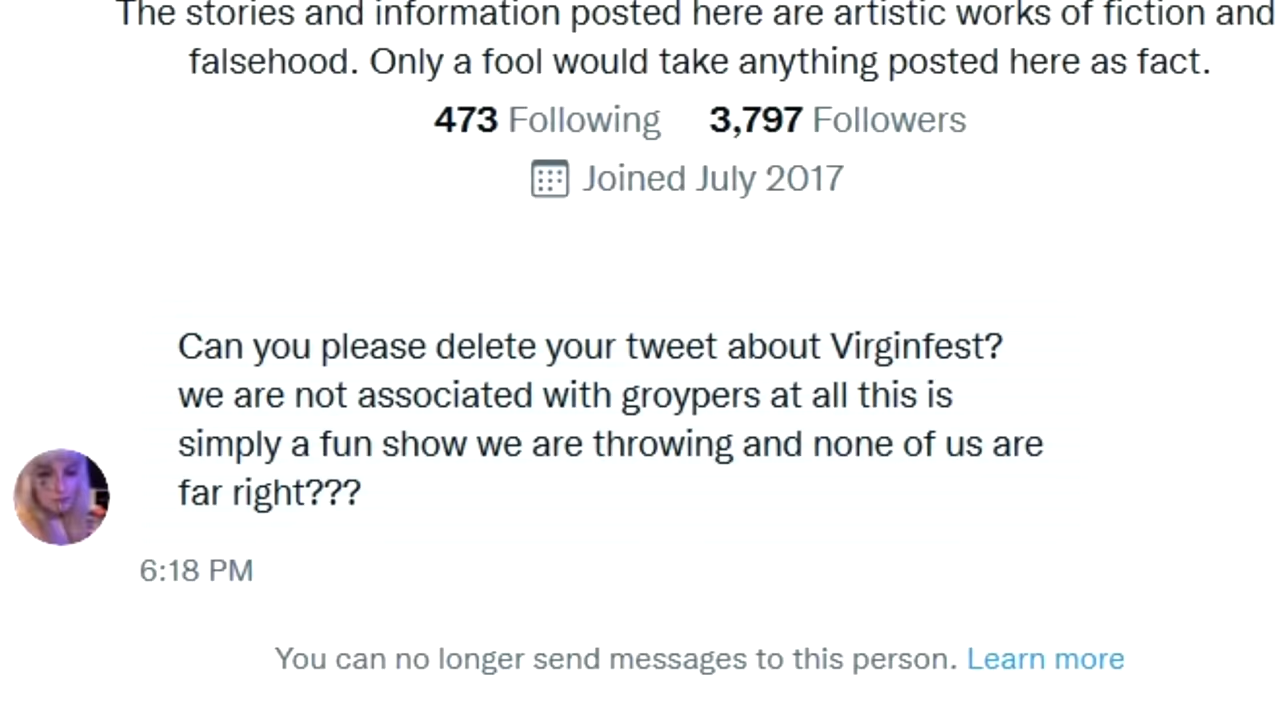 The stories and information posted here are artistic works of fiction and
falsehood. Only a fool would take anything posted here as fact.
473 Following 3,797 Followers
Joined July 2017
Can you please delete your tweet about Virginfest?
we are not associated with groypers at all this is
simply a fun show we are throwing and none of us are
far right???
6:18 PM
You can no longer send messages to this person. Learn more